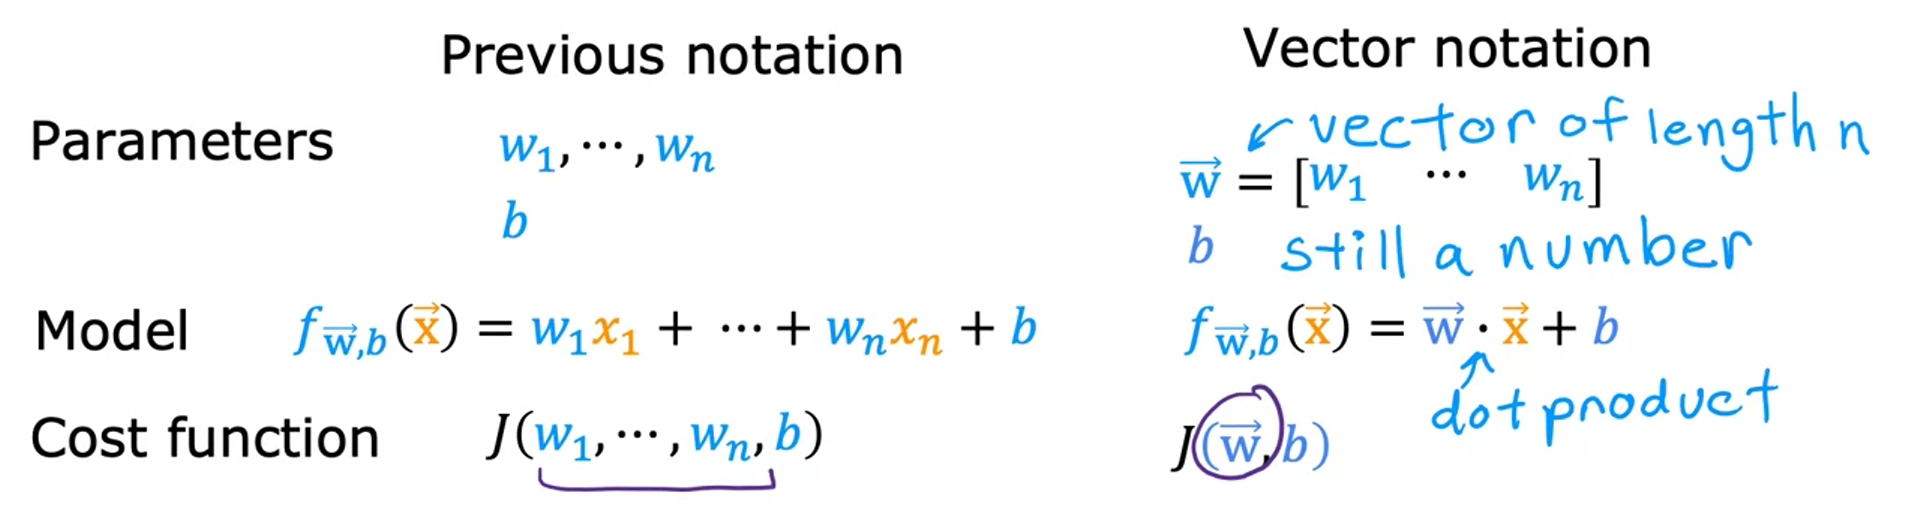 Previous notation Vector notation
Parameters w₁, ⋯ , wₙ vector of length n
w⃗ = [w₁ ⋯ wₙ]
b b still a number
Model f_w⃗,b(x⃗) = w₁x₁ + ⋯ + wₙxₙ + b f_w⃗,b(x⃗) = w⃗ · x⃗ + b
dot product
Cost function J(w₁, ⋯ , wₙ, b) J(w⃗, b)